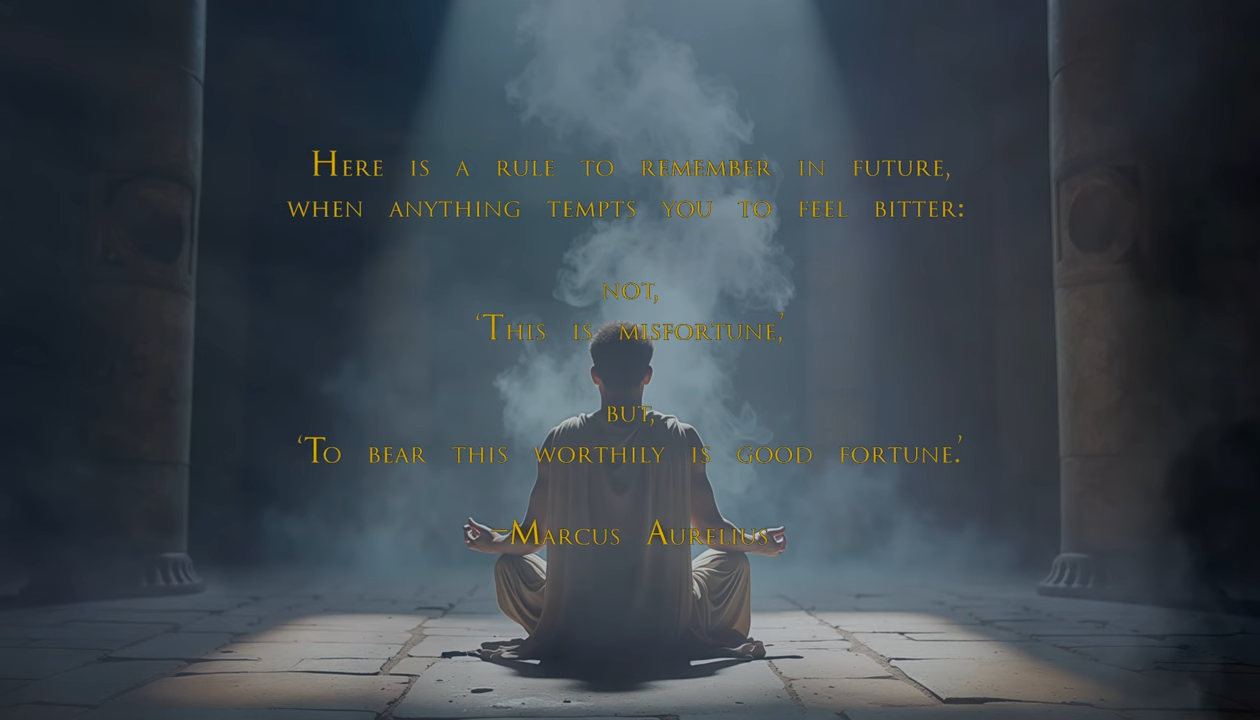 Here is a rule to remember in future,
when anything tempts you to feel bitter:
not,
‘This is misfortune,’
but,
‘To bear this worthily is good fortune.’
–Marcus Aurelius